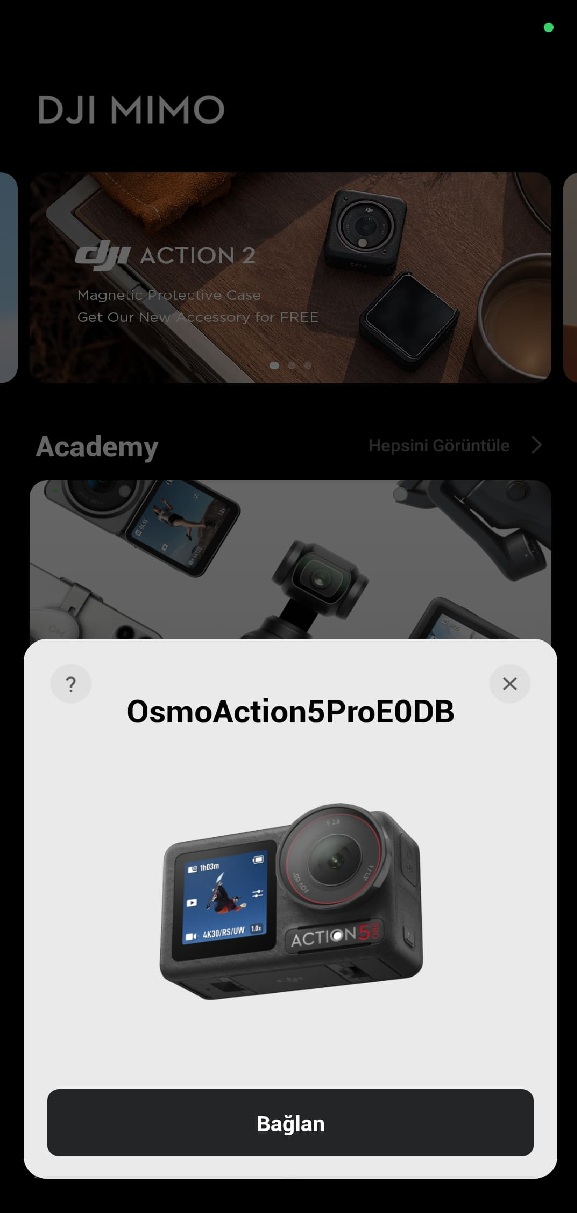 DJI MIMO
dji ACTION 2
Magnetic Protective Case
Get Our New Accessory for FREE
Academy
Hepsini Görüntüle
?
OsmoAction5ProE0DB
1h03m
4K30/RS/UW 1.0x
ACTION 5
Bağlan